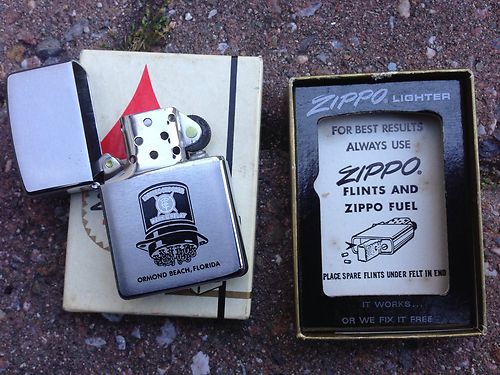 ORMOND BEACH, FLORIDA
ZIPPO® LIGHTER
FOR BEST RESULTS
ALWAYS USE
ZIPPO®
FLINTS AND
ZIPPO FUEL
PLACE SPARE FLINTS UNDER FELT IN END
IT WORKS...
OR WE FIX IT FREE